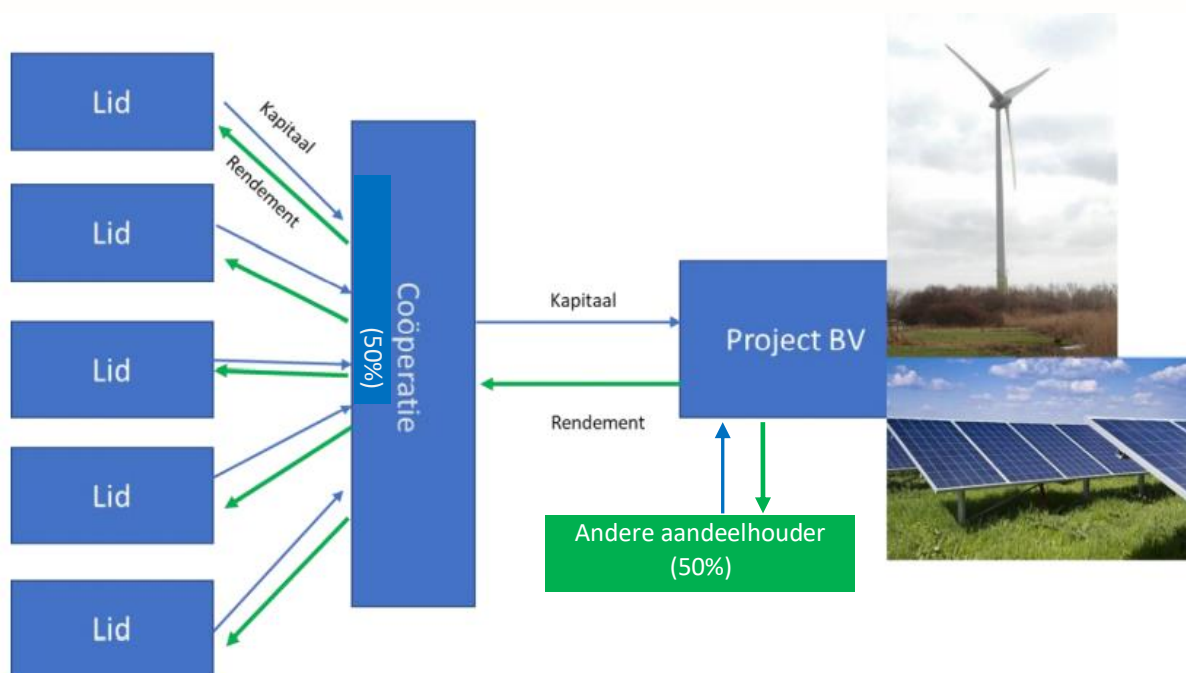 Lid
Kapitaal
Rendement
Lid
Lid
Lid
Lid
Coöperatie
(50%)
Kapitaal
Rendement
Project BV
Andere aandeelhouder
(50%)